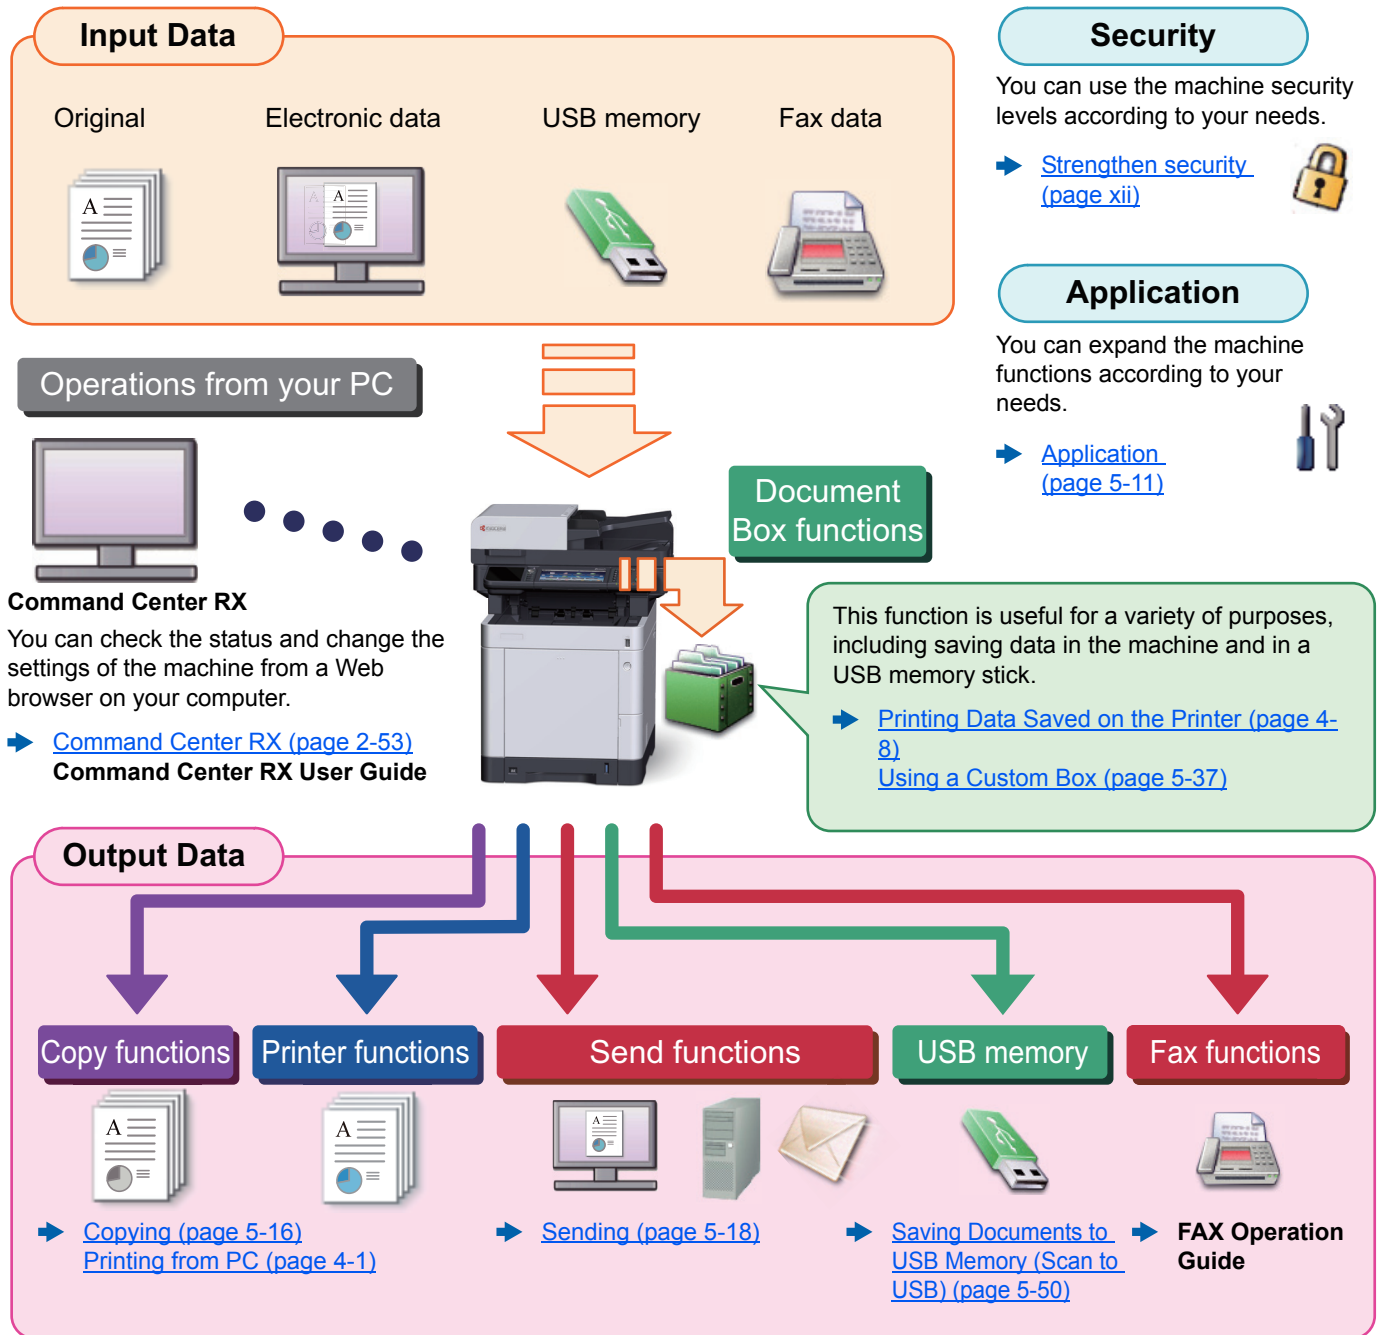 Input Data
Original
Electronic data
USB memory
Fax data
Security
You can use the machine security
levels according to your needs.
Strengthen security
(page xii)
Application
You can expand the machine
functions according to your
needs.
Application
(page 5-11)
Operations from your PC
Command Center RX
You can check the status and change the
settings of the machine from a Web
browser on your computer.
Command Center RX (page 2-53)
Command Center RX User Guide
KYOCERA
Document
Box functions
This function is useful for a variety of purposes,
including saving data in the machine and in a
USB memory stick.
Printing Data Saved on the Printer (page 4-
8)
Using a Custom Box (page 5-37)
Output Data
Copy functions
Printer functions
Send functions
USB memory
Fax functions
A
A
A
A
A
A
Copying (page 5-16)
Printing from PC (page 4-1)
Sending (page 5-18)
Saving Documents to
USB Memory (Scan to
USB) (page 5-50)
FAX Operation
Guide